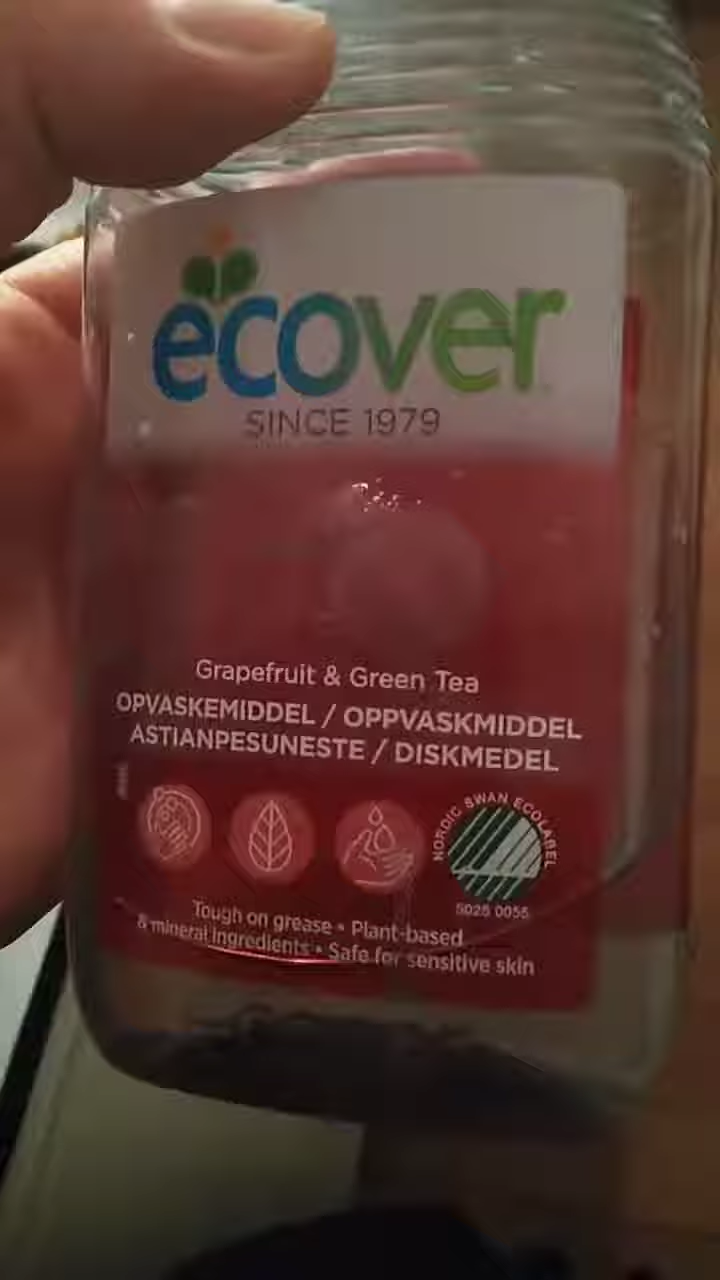 ecover
SINCE 1979
Grapefruit & Green Tea
OPVASKEMIDDEL / OPPVASKMIDDEL
ASTIANPESUNESTE / DISKMEDEL
NORDIC SWAN ECOLABEL
5025 0055
Tough on grease • Plant-based
& mineral ingredients • Safe for sensitive skin